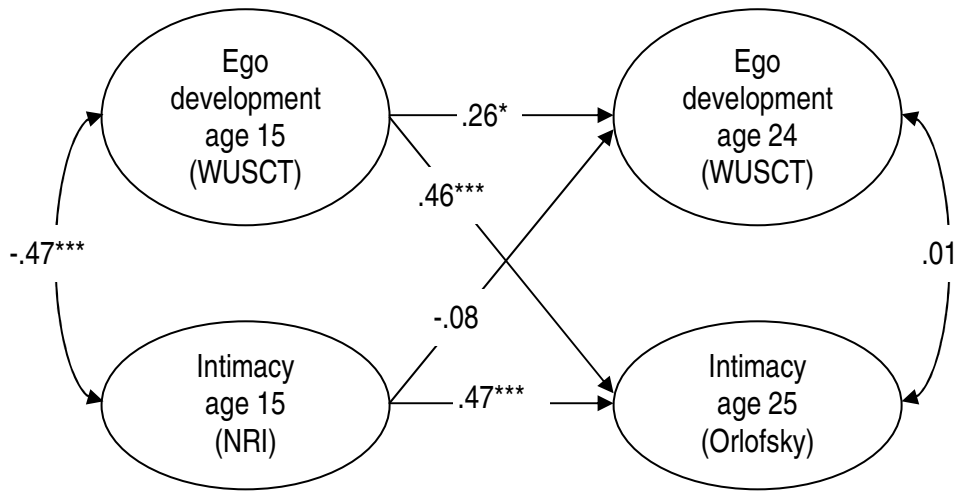 Ego
development
age 15
(WUSCT)
Ego
development
age 24
(WUSCT)
.26*
.46***
-.47***
.01
-.08
.47***
Intimacy
age 15
(NRI)
Intimacy
age 25
(Orlofsky)